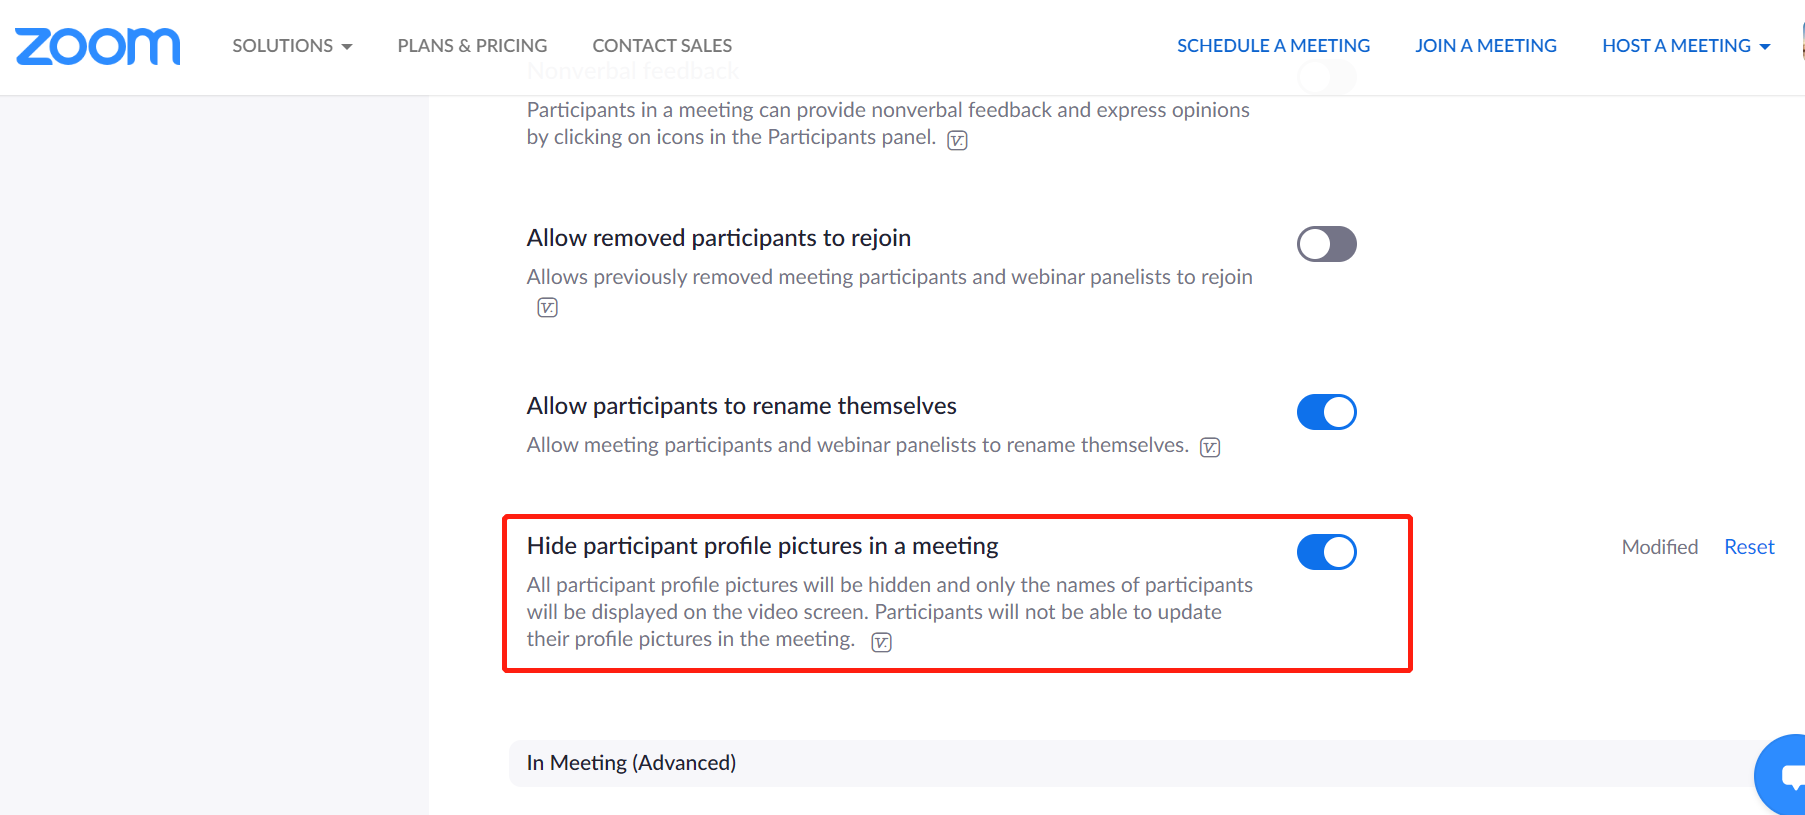 zoom
SOLUTIONS
PLANS & PRICING
CONTACT SALES
SCHEDULE A MEETING
JOIN A MEETING
HOST A MEETING
Nonverbal feedback
Participants in a meeting can provide nonverbal feedback and express opinions
by clicking on icons in the Participants panel.
Allow removed participants to rejoin
Allows previously removed meeting participants and webinar panelists to rejoin
Allow participants to rename themselves
Allow meeting participants and webinar panelists to rename themselves.
Hide participant profile pictures in a meeting
Modified
Reset
All participant profile pictures will be hidden and only the names of participants
will be displayed on the video screen. Participants will not be able to update
their profile pictures in the meeting.
In Meeting (Advanced)